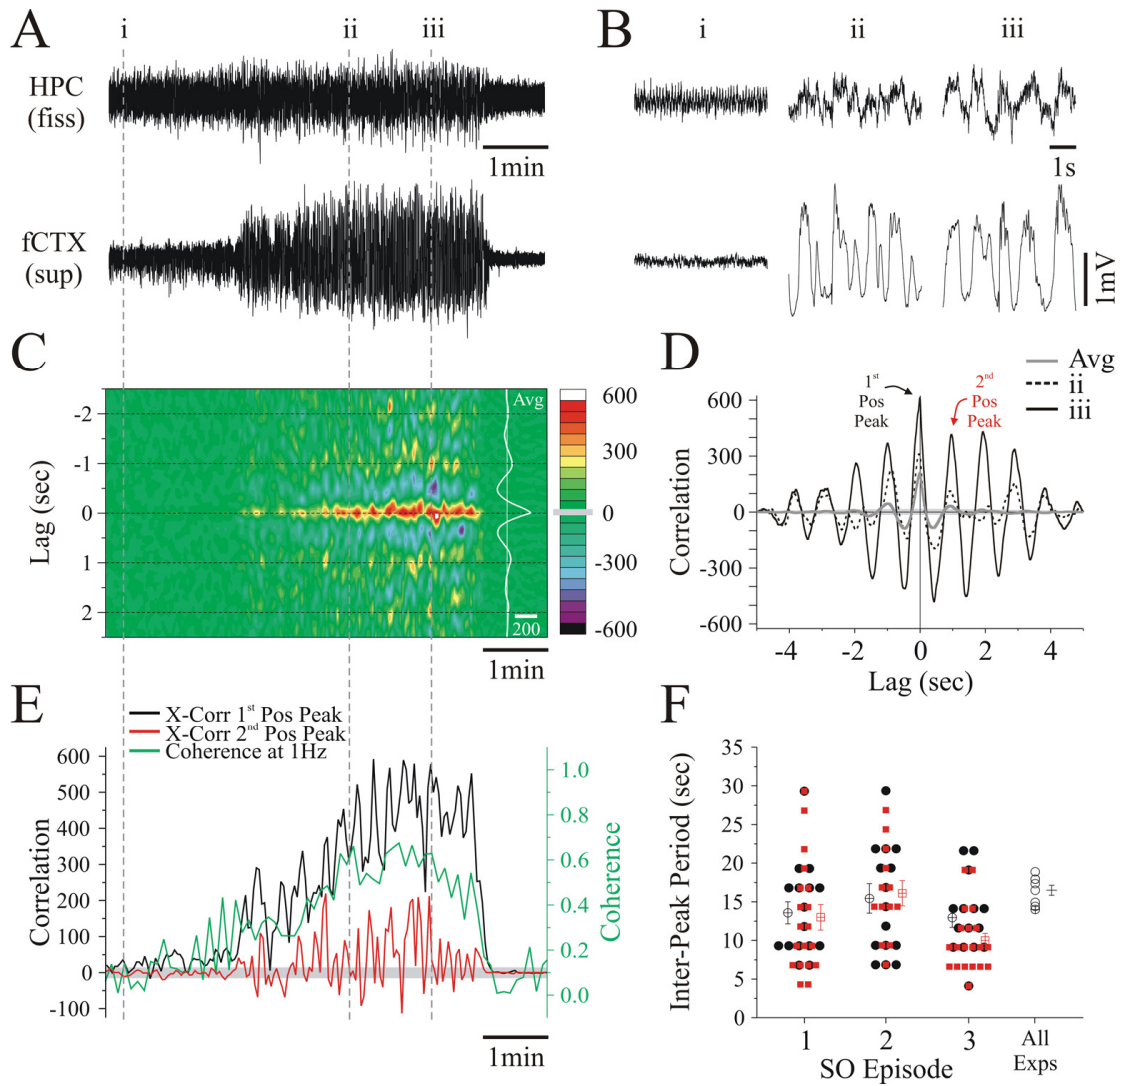 A
i
ii
iii
HPC
(fiss)
1min
fCTX
(sup)
B
i
ii
iii
1s
1mV
C
Lag (sec)
-2
-1
0
1
2
Avg
200
600
300
0
-300
-600
1min
D
Avg
ii
iii
1st
Pos
Peak
2nd
Pos
Peak
Correlation
600
300
0
-300
-600
-4
-2
0
2
4
Lag (sec)
E
X-Corr 1st Pos Peak
X-Corr 2nd Pos Peak
Coherence at 1Hz
Correlation
600
500
400
300
200
100
0
-100
1.0
0.8
0.6
0.4
0.2
0.0
Coherence
1min
F
Inter-Peak Period (sec)
35
30
25
20
15
10
5
0
1
2
3
All
Exps
SO Episode